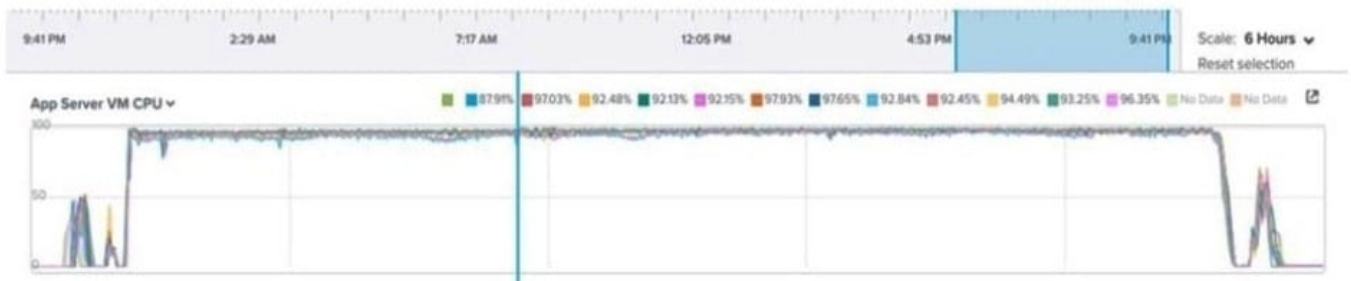 9:41 PM 2:29 AM 7:17 AM 12:05 PM 4:53 PM 9:41 PM Scale: 6 Hours
Reset selection
App Server VM CPU 87.91% 97.03% 92.48% 92.13% 92.15% 97.93% 97.65% 92.84% 92.45% 94.49% 93.25% 96.35% No Data No Data
100
50
0